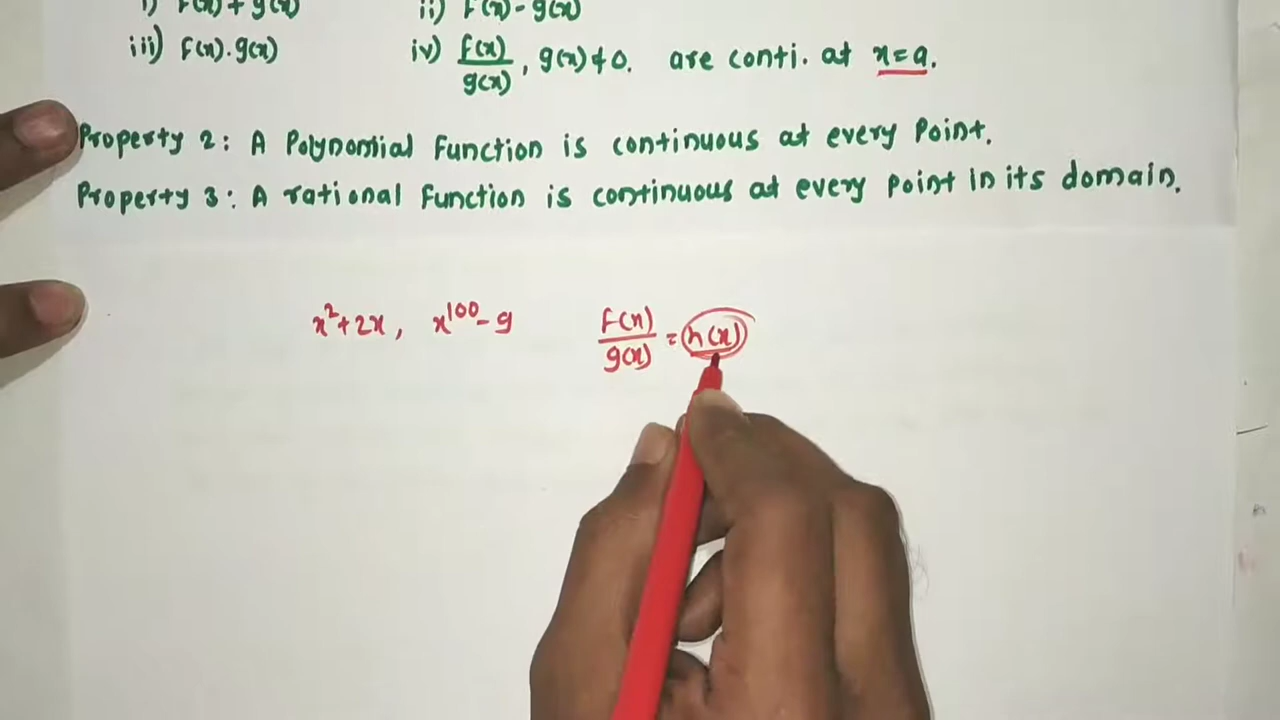 i) f(x)+g(x) ii) f(x)-g(x)
iii) f(x).g(x) iv) f(x)/g(x), g(x)≠0. are conti. at x=a.
Property 2: A Polynomial Function is continuous at every Point.
Property 3: A rational Function is continuous at every point in its domain.
x²+2x, x¹⁰⁰-9 f(x)/g(x) = h(x)